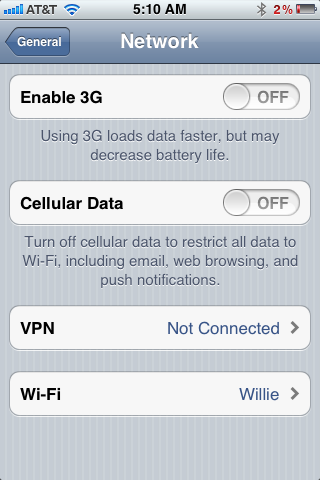 AT&T 5:10 AM 2%
General Network
Enable 3G OFF
Using 3G loads data faster, but may
decrease battery life.
Cellular Data OFF
Turn off cellular data to restrict all data to
Wi-Fi, including email, web browsing, and
push notifications.
VPN Not Connected
Wi-Fi Willie